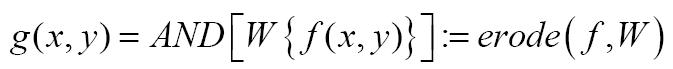 g(x, y) = AND[W{f(x, y)}] := erode(f, W)